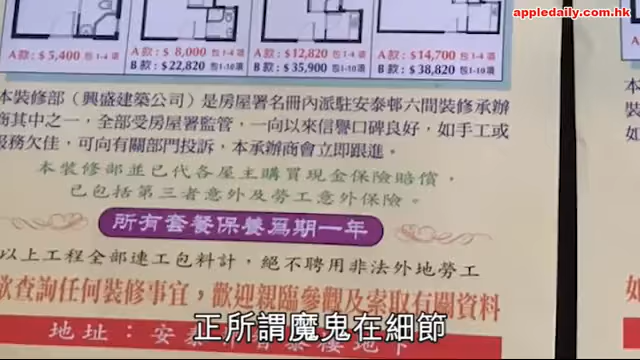 appledaily.com.hk
A款:$5,400 包1-4項
A款:$8,000 包1-4項
B款:$22,820 包1-10項
A款:$12,820 包1-4項
B款:$35,900 包1-10項
A款:$14,700 包1-4項
B款:$38,820 包1-10項
本裝修部(興盛建築公司)是房屋署名冊內派駐安泰邨六間裝修承辦
商其中之一,全部受房屋署監管,一向以來信譽口碑良好,如手工或
服務欠佳,可向有關部門投訴,本承辦商會立即跟進。
本裝修部並已代各屋主購買現金保險賠償,
已包括第三者意外及勞工意外保險。
所有套餐保養爲期一年
以上工程全部連工包料計,絕不聘用非法外地勞工
欲查詢任何裝修事宜,歡迎親臨參觀及索取有關資料
地址:安泰
正所謂魔鬼在細節